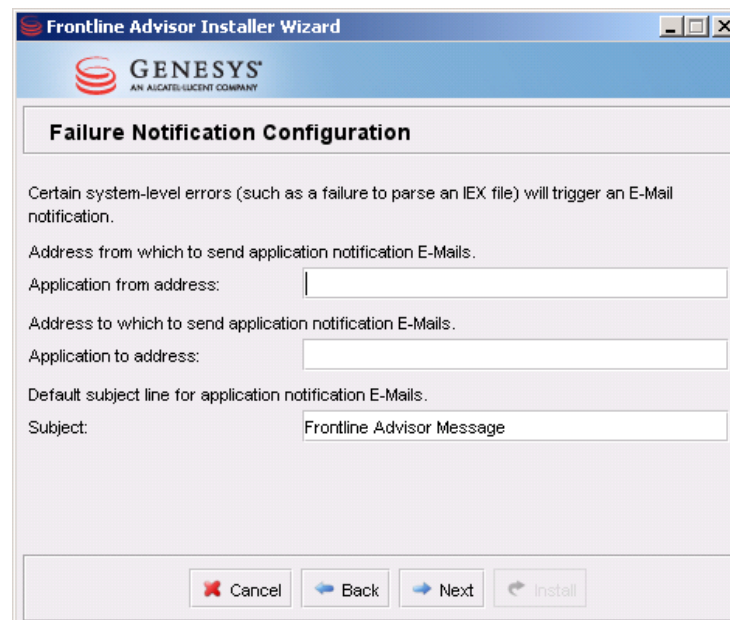 Frontline Advisor Installer Wizard
GENESYS
AN ALCATEL-LUCENT COMPANY
Failure Notification Configuration
Certain system-level errors (such as a failure to parse an IEX file) will trigger an E-Mail
notification.
Address from which to send application notification E-Mails.
Application from address:
Address to which to send application notification E-Mails.
Application to address:
Default subject line for application notification E-Mails.
Subject: Frontline Advisor Message
Cancel Back Next Install